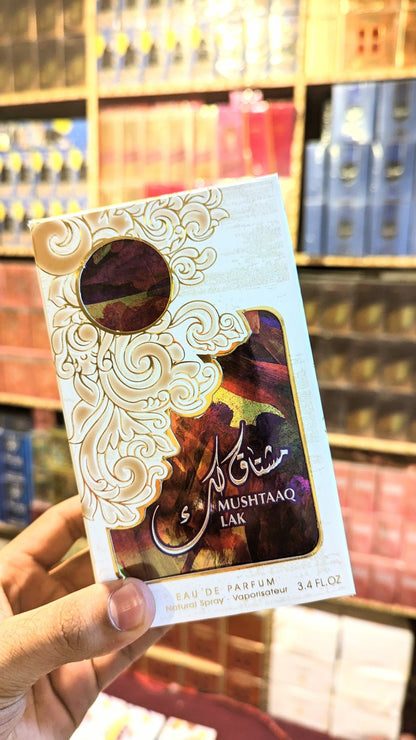 مشتاق لك
MUSHTAAQ
LAK
EAU DE PARFUM
Natural Spray - Vaporisateur 3.4 FL.OZ